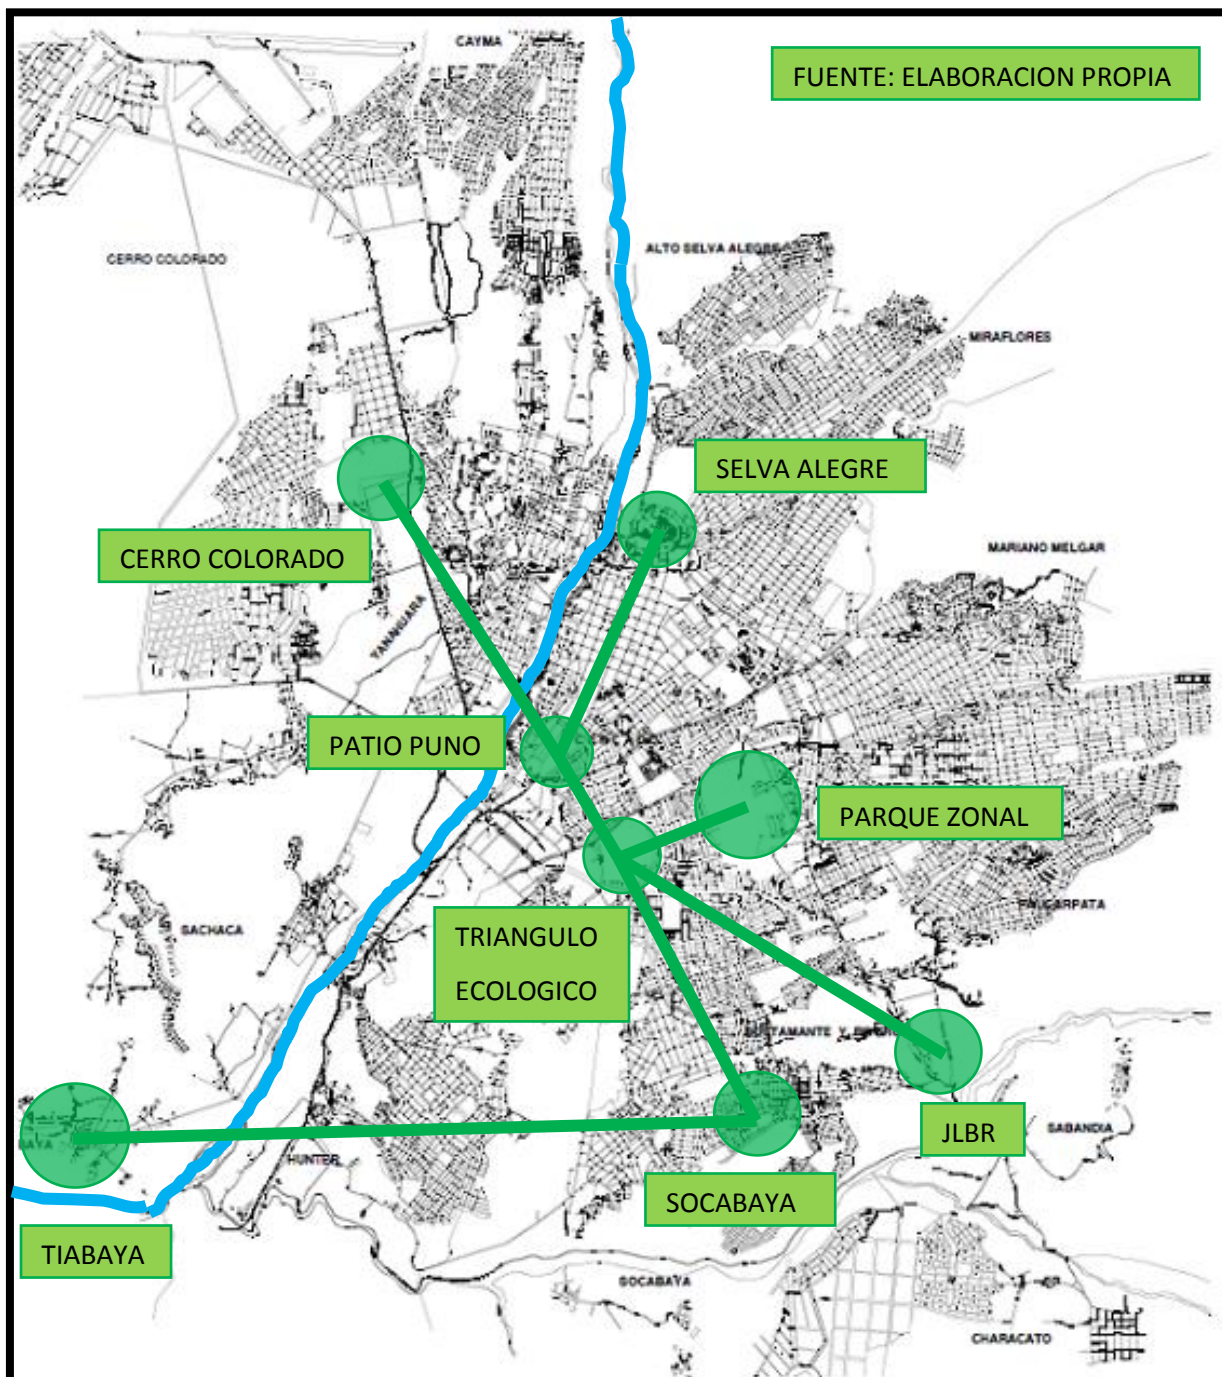 CAYMA
FUENTE: ELABORACION PROPIA
ALTO SELVA ALEGRE
CERRO COLORADO
MIRAFLORES
SELVA ALEGRE
CERRO COLORADO
MARIANO MELGAR
YANAHUARA
PATIO PUNO
PARQUE ZONAL
SACHACA
TRIANGULO
ECOLOGICO
JLBR
SABANDIA
HUNTER
SOCABAYA
TIABAYA
SOCABAYA
CHARACATO